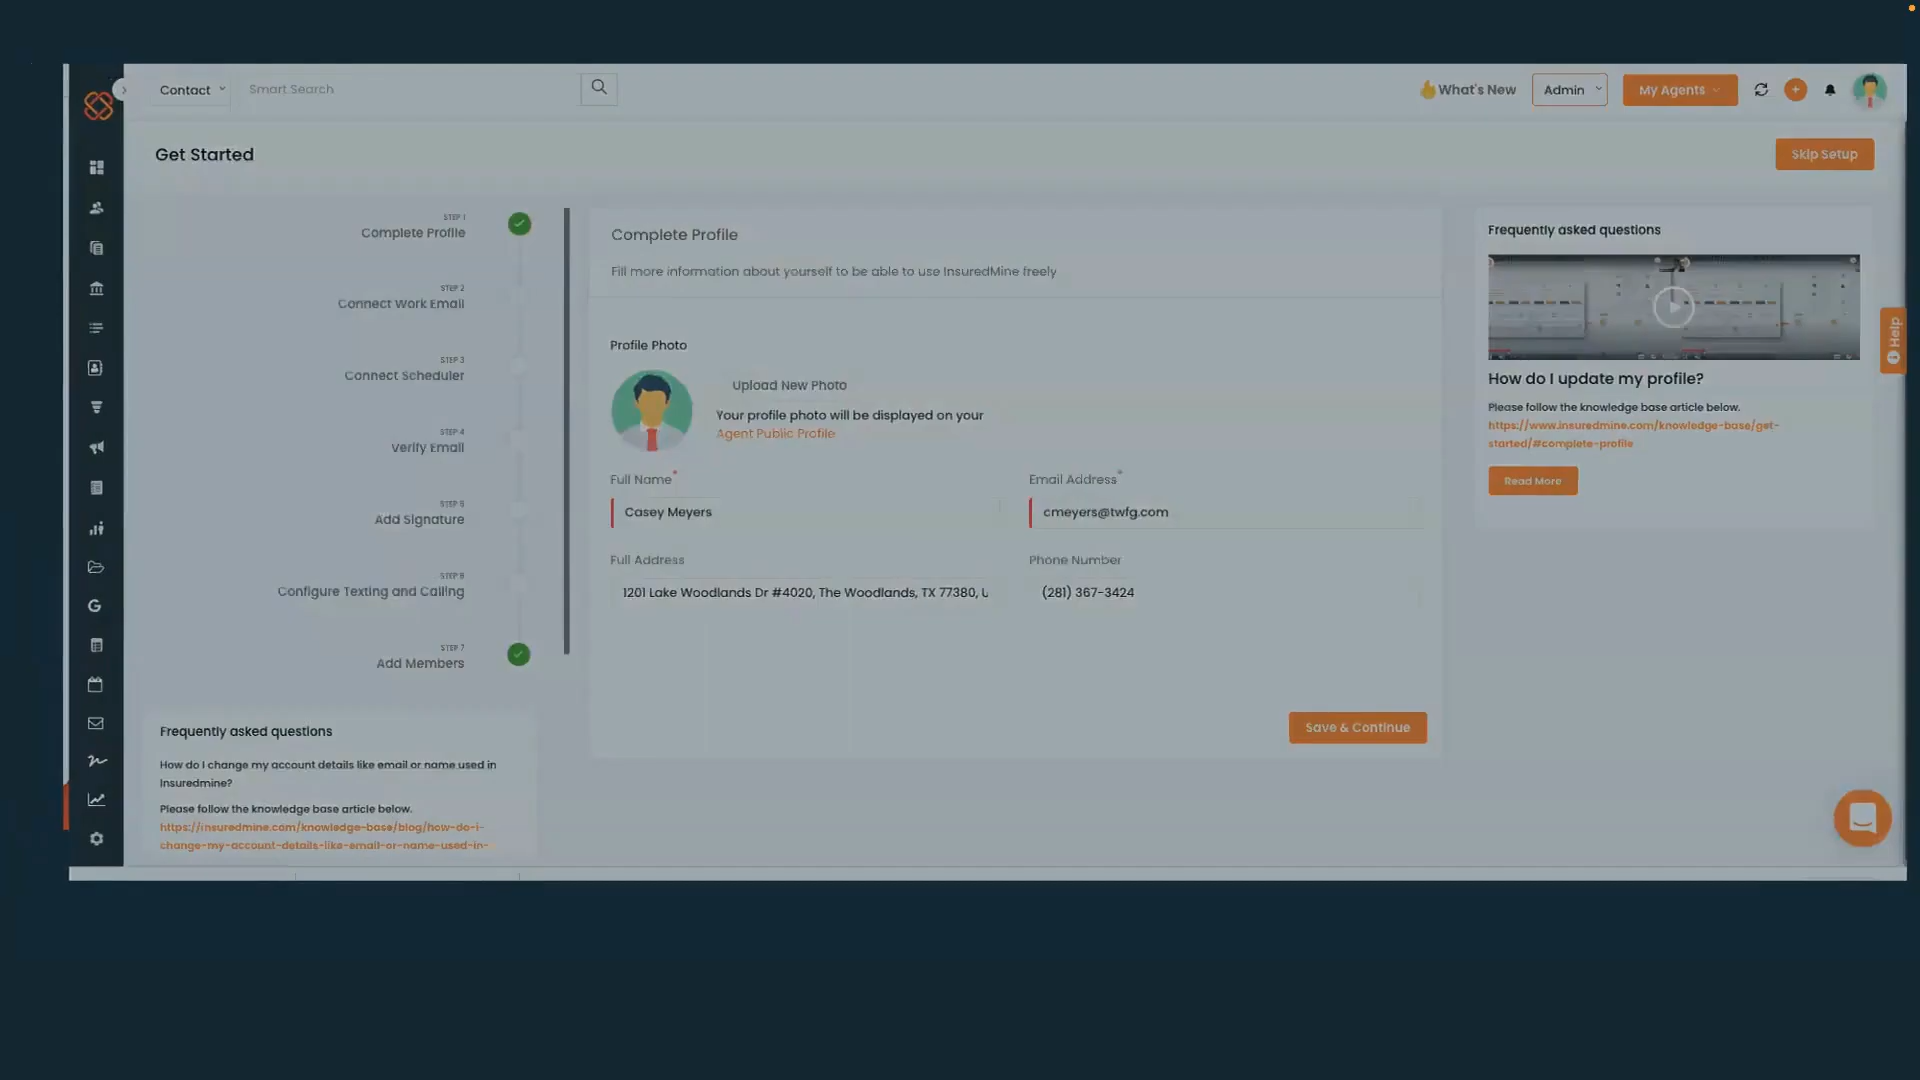 Contact
Smart Search
What's New
Admin
My Agents
Get Started
Skip Setup
STEP 1
Complete Profile
STEP 2
Connect Work Email
STEP 3
Connect Scheduler
STEP 4
Verify Email
STEP 5
Add Signature
STEP 6
Configure Texting and Calling
STEP 7
Add Members
Frequently asked questions
How do I change my account details like email or name used in
Insuredmine?
Please follow the knowledge base article below.
https://insuredmine.com/knowledge-base/blog/how-do-i-
change-my-account-details-like-email-or-name-used-in-
Complete Profile
Fill more information about yourself to be able to use InsuredMine freely
Profile Photo
Upload New Photo
Your profile photo will be displayed on your
Agent Public Profile
Full Name*
Casey Meyers
Email Address*
cmeyers@twfg.com
Full Address
1201 Lake Woodlands Dr #4020, The Woodlands, TX 77380, U
Phone Number
(281) 367-3424
Save & Continue
Frequently asked questions
How do I update my profile?
Please follow the knowledge base article below.
https://www.insuredmine.com/knowledge-base/get-
started/#complete-profile
Read More
Help